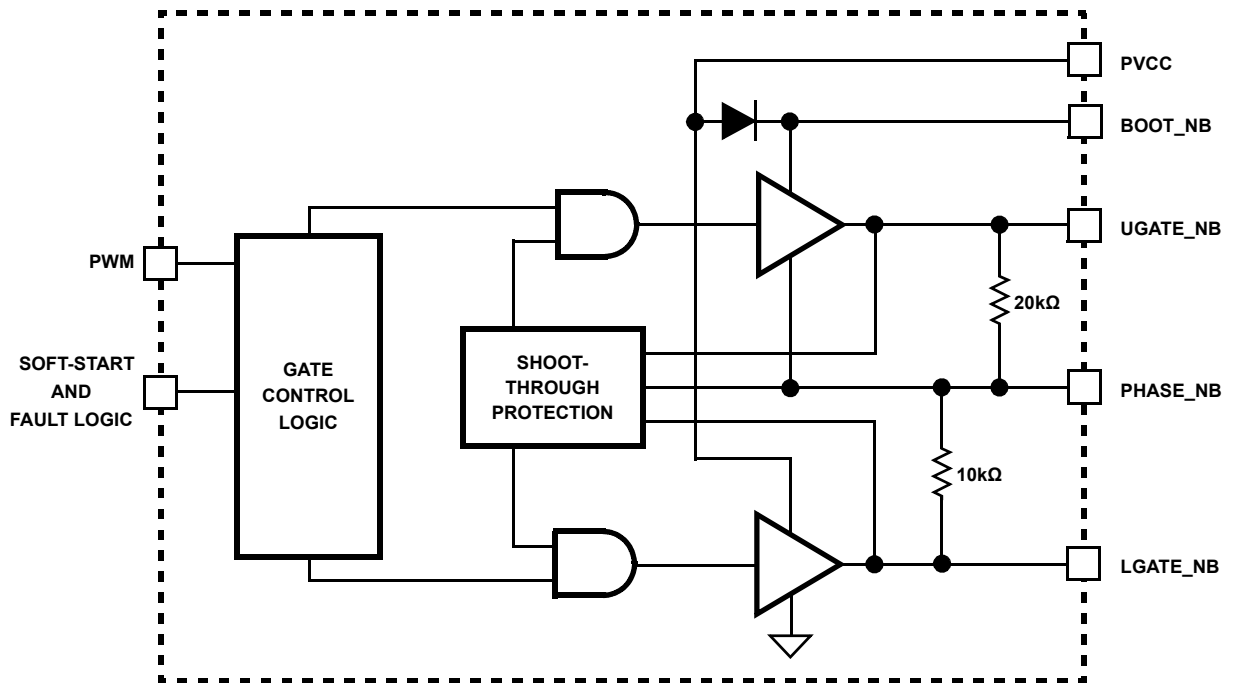 PVCC
BOOT_NB
UGATE_NB
PWM
20kΩ
SOFT-START
AND
FAULT LOGIC
GATE
CONTROL
LOGIC
SHOOT-
THROUGH
PROTECTION
PHASE_NB
10kΩ
LGATE_NB